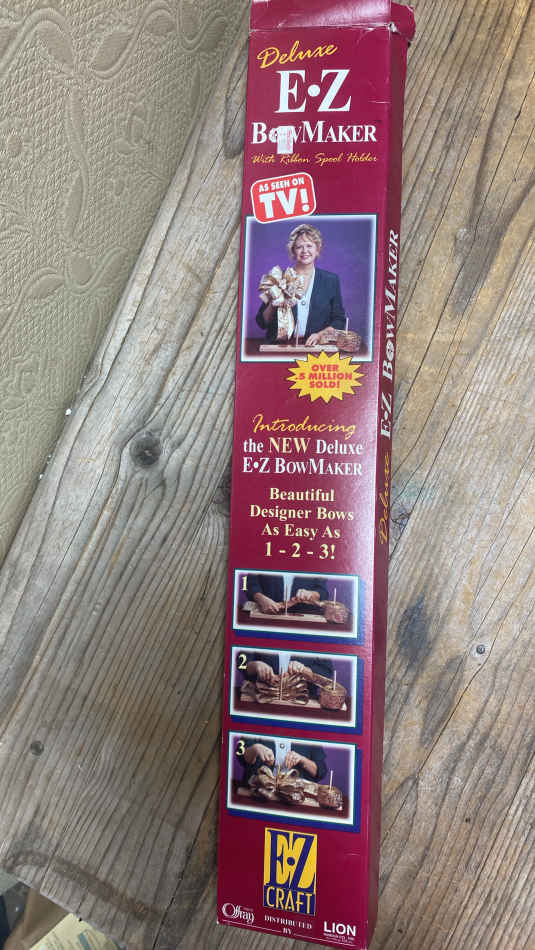 Deluxe
E•Z
BowMaker
With Ribbon Spool Holder
AS SEEN ON
TV!
OVER
.5 MILLION
SOLD!
Introducing
the NEW Deluxe
E•Z BowMaker
Beautiful
Designer Bows
As Easy As
1 - 2 - 3!
1
2
3
E•Z
CRAFT
Offray
DISTRIBUTED
BY
LION
Deluxe E•Z BowMaker